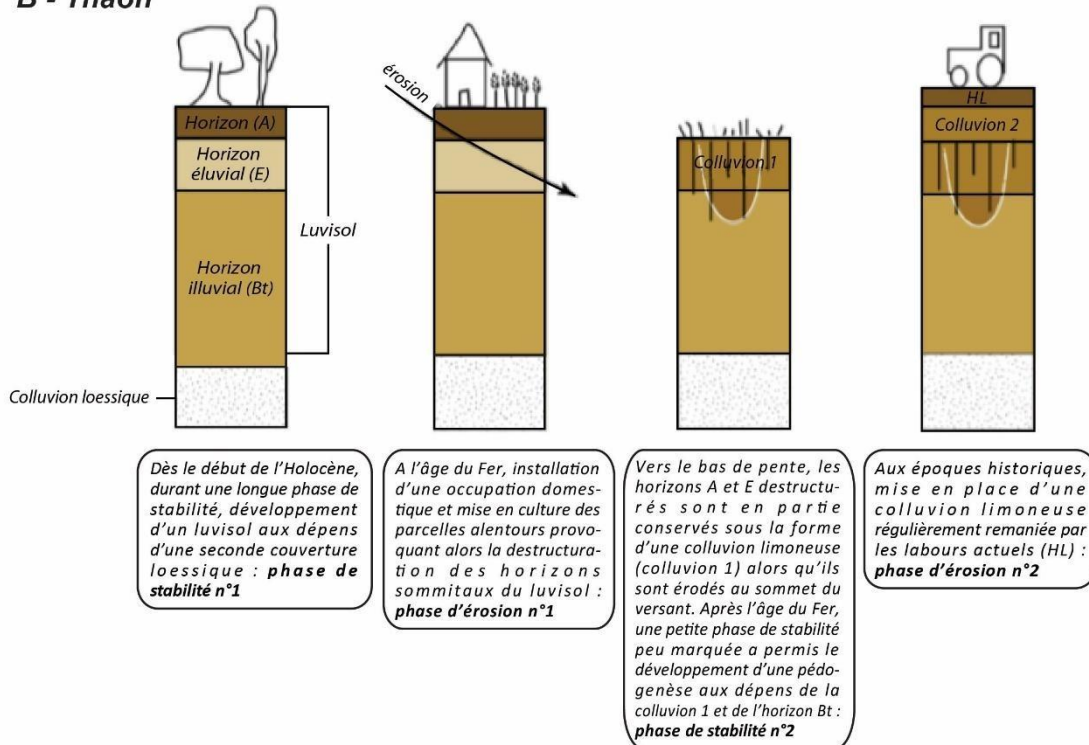 B - Thaon
érosion
Horizon (A)
Horizon
éluvial (E)
Horizon
illuvial (Bt)
Luvisol
Colluvion loessique
Colluvion 1
HL
Colluvion 2
Dès le début de l'Holocène,
durant une longue phase de
stabilité, développement
d'un luvisol aux dépens
d'une seconde couverture
loessique : phase de
stabilité n°1
A l'âge du Fer, installation
d'une occupation domes-
tique et mise en culture des
parcelles alentours provo-
quant alors la destructura-
tion des horizons
sommitaux du luvisol :
phase d'érosion n°1
Vers le bas de pente, les
horizons A et E destructu-
rés sont en partie
conservés sous la forme
d'une colluvion limoneuse
(colluvion 1) alors qu'ils
sont érodés au sommet du
versant. Après l'âge du Fer,
une petite phase de stabilité
peu marquée a permis le
développement d'une pédo-
genèse aux dépens de la
colluvion 1 et de l'horizon Bt :
phase de stabilité n°2
Aux époques historiques,
mise en place d'une
colluvion limoneuse
régulièrement remaniée par
les labours actuels (HL) :
phase d'érosion n°2